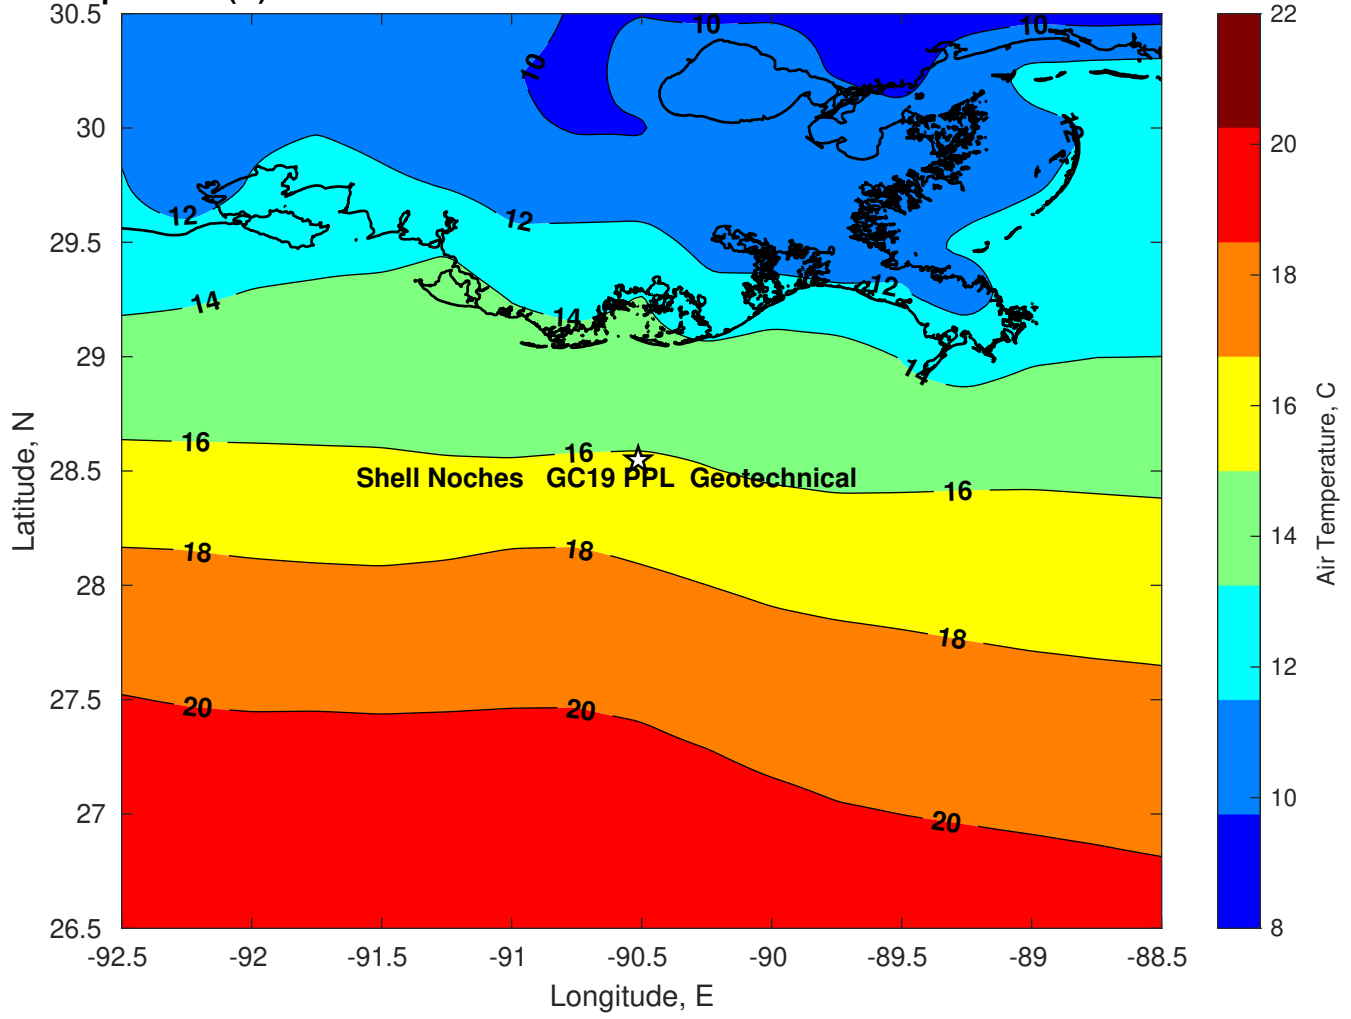 30.5
30
29.5
29
28.5
28
27.5
27
26.5
Latitude, N
-92.5 -92 -91.5 -91 -90.5 -90 -89.5 -89 -88.5
Longitude, E
10 10 10
12 12 12 12
14 14 14
16 16 16
Shell Noches GC19 PPL Geotechnical
18 18 18
20 20 20
22
20
18
16
14
12
10
8
Air Temperature, C